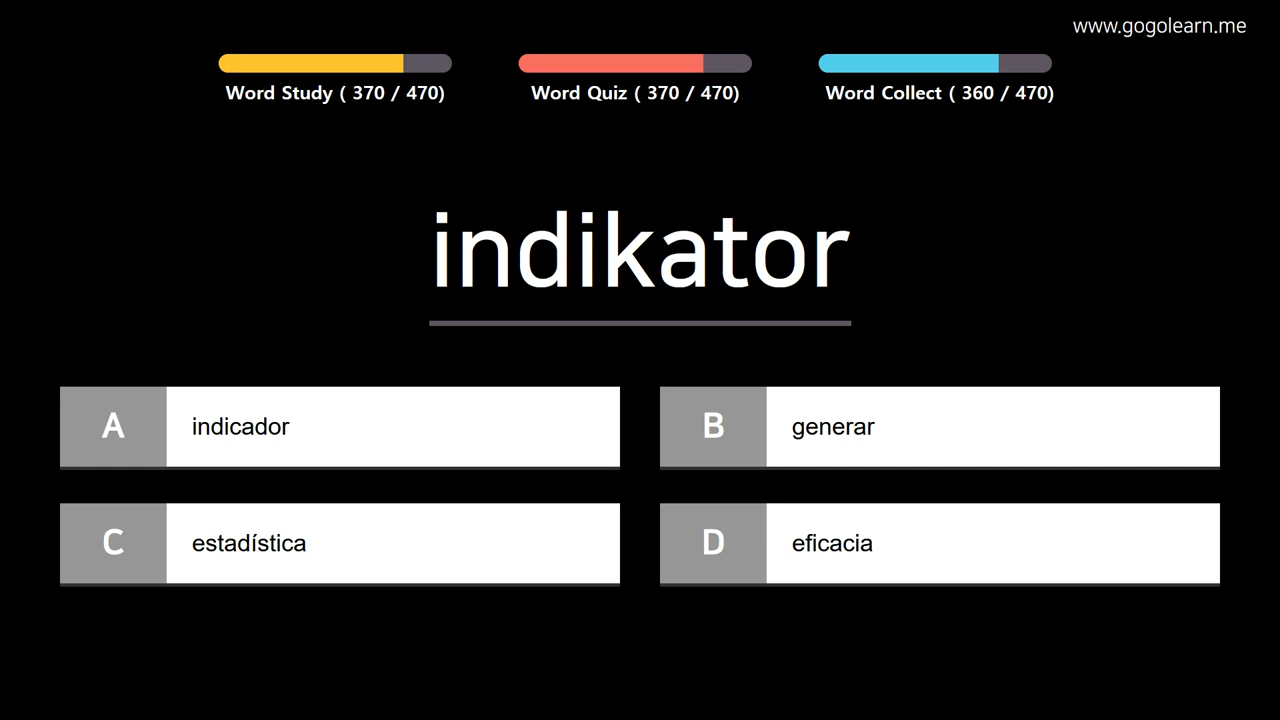 www.gogolearn.me
Word Study ( 370 / 470)
Word Quiz ( 370 / 470)
Word Collect ( 360 / 470)
indikator
A indicador
B generar
C estadística
D eficacia